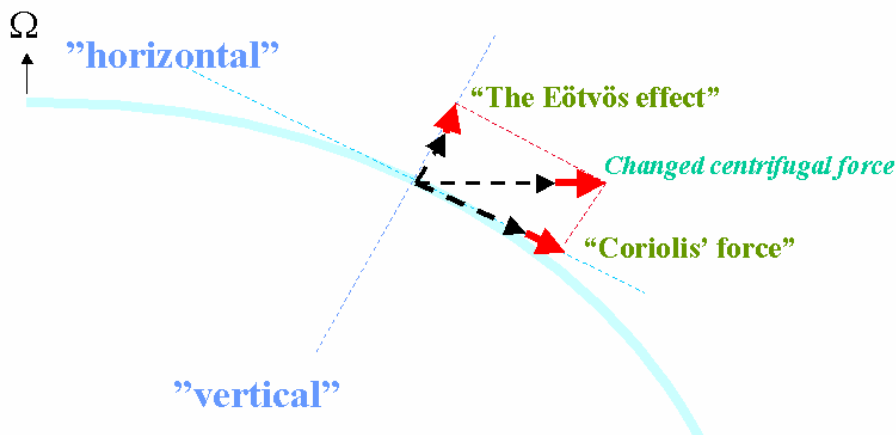 Ω
”horizontal”
“The Eötvös effect”
Changed centrifugal force
“Coriolis’ force”
”vertical”